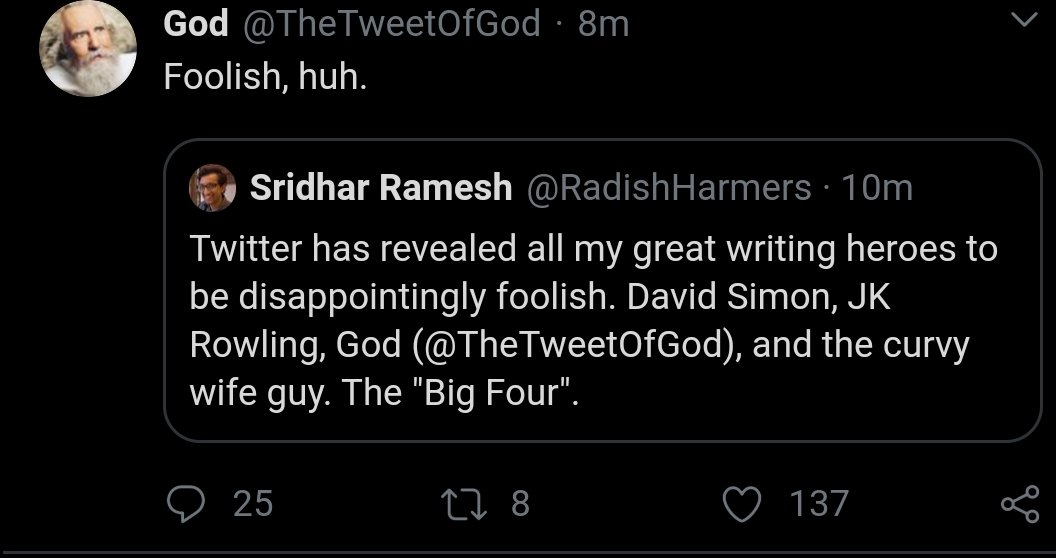 God @TheTweetOfGod · 8m
Foolish, huh.
Sridhar Ramesh @RadishHarmers · 10m
Twitter has revealed all my great writing heroes to
be disappointingly foolish. David Simon, JK
Rowling, God (@TheTweetOfGod), and the curvy
wife guy. The "Big Four".
25 8 137